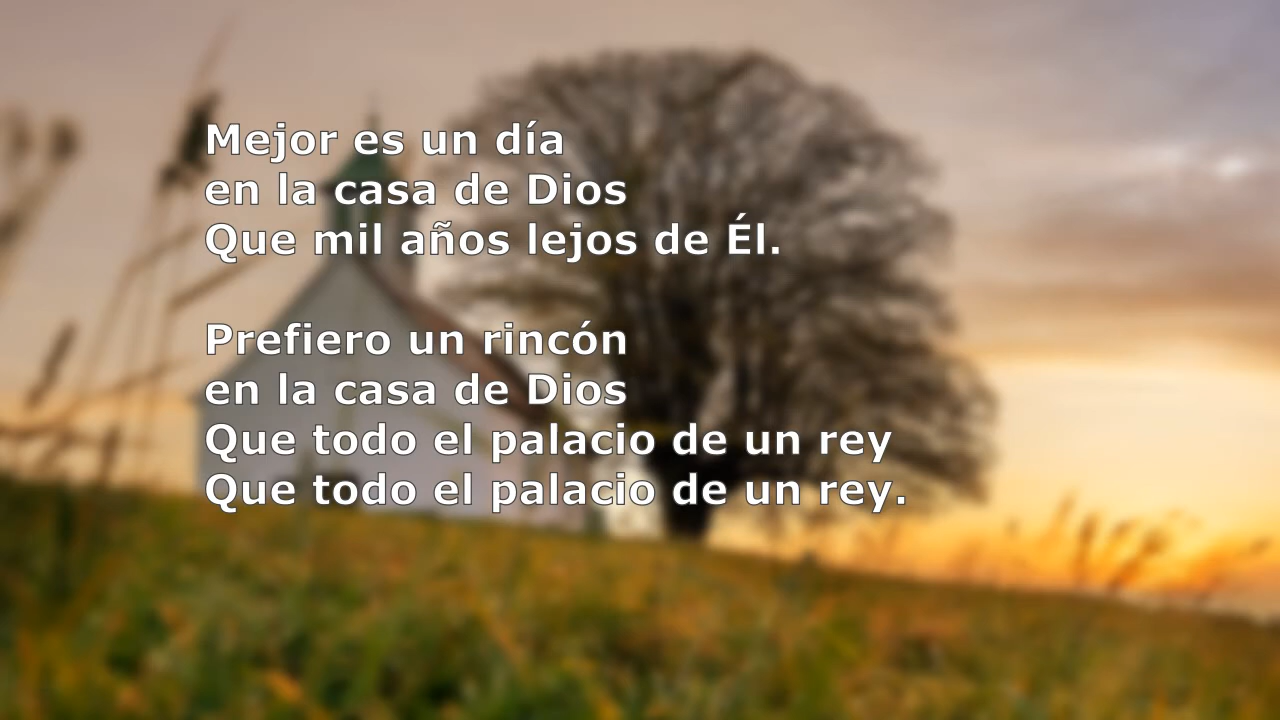 Mejor es un día
en la casa de Dios
Que mil años lejos de Él.
Prefiero un rincón
en la casa de Dios
Que todo el palacio de un rey
Que todo el palacio de un rey.